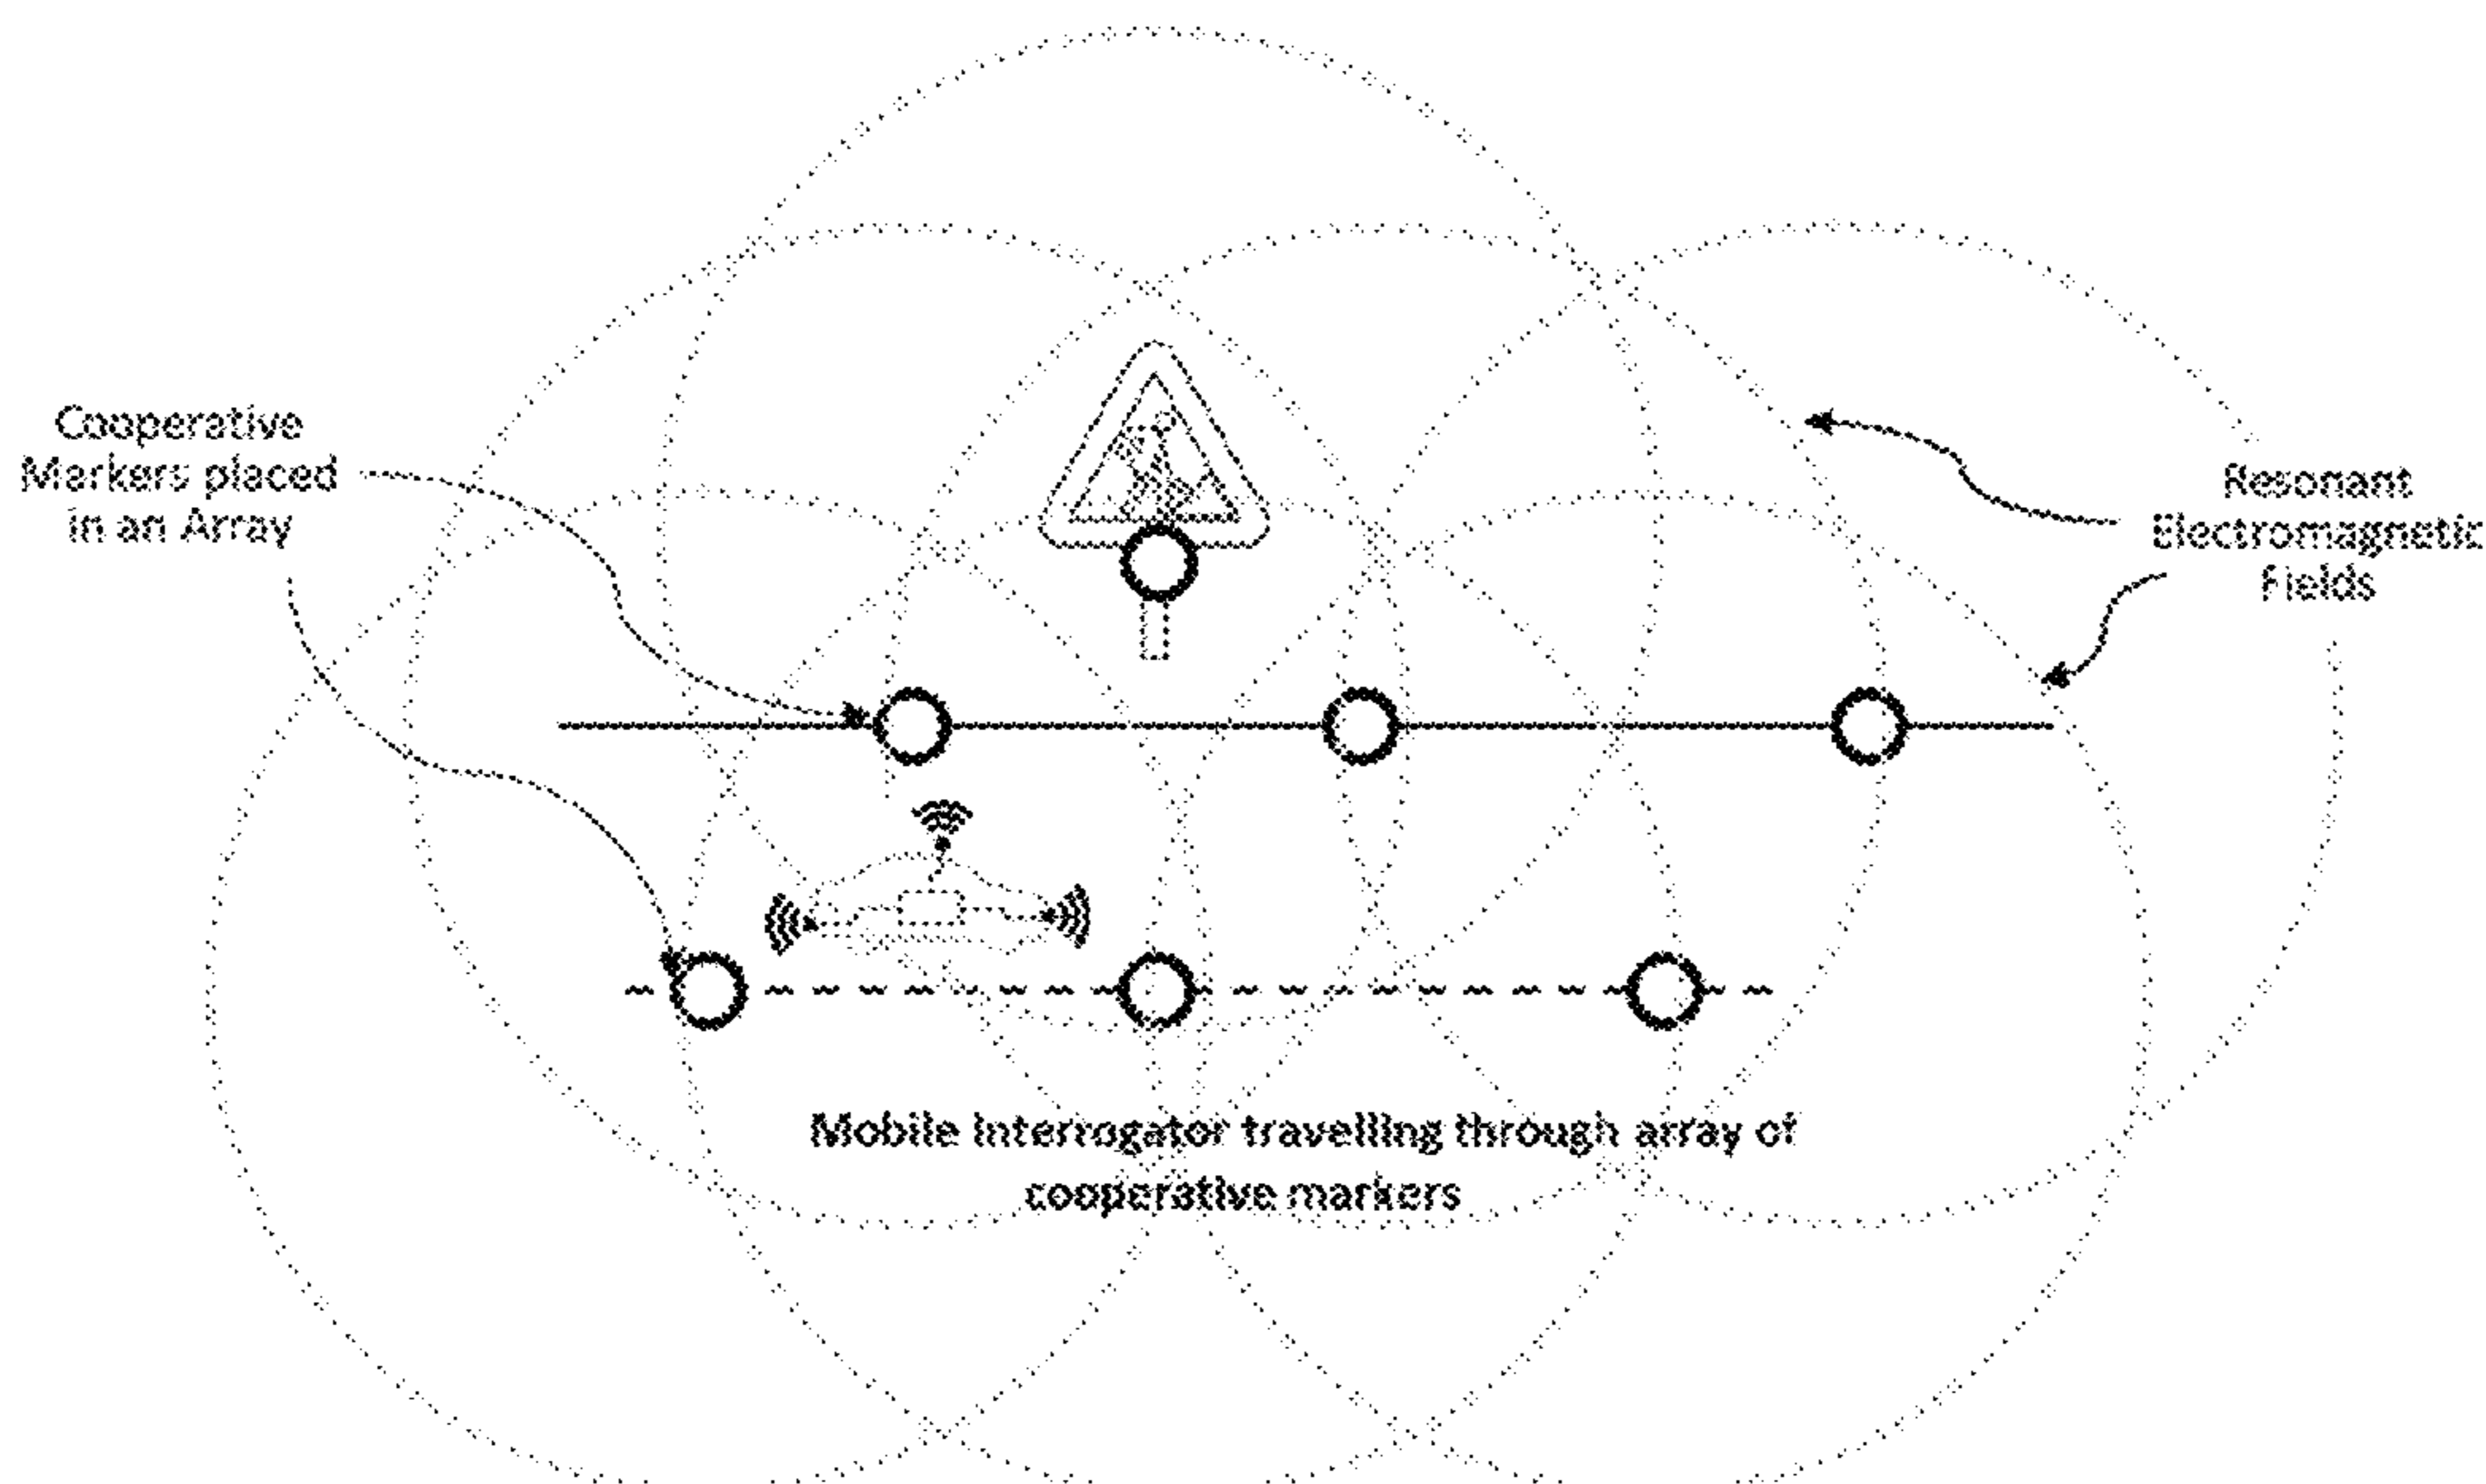 Cooperative
Markers placed
in an Array
Resonant
Electromagnetic
Fields
Mobile Interrogator travelling through array of
cooperative markers